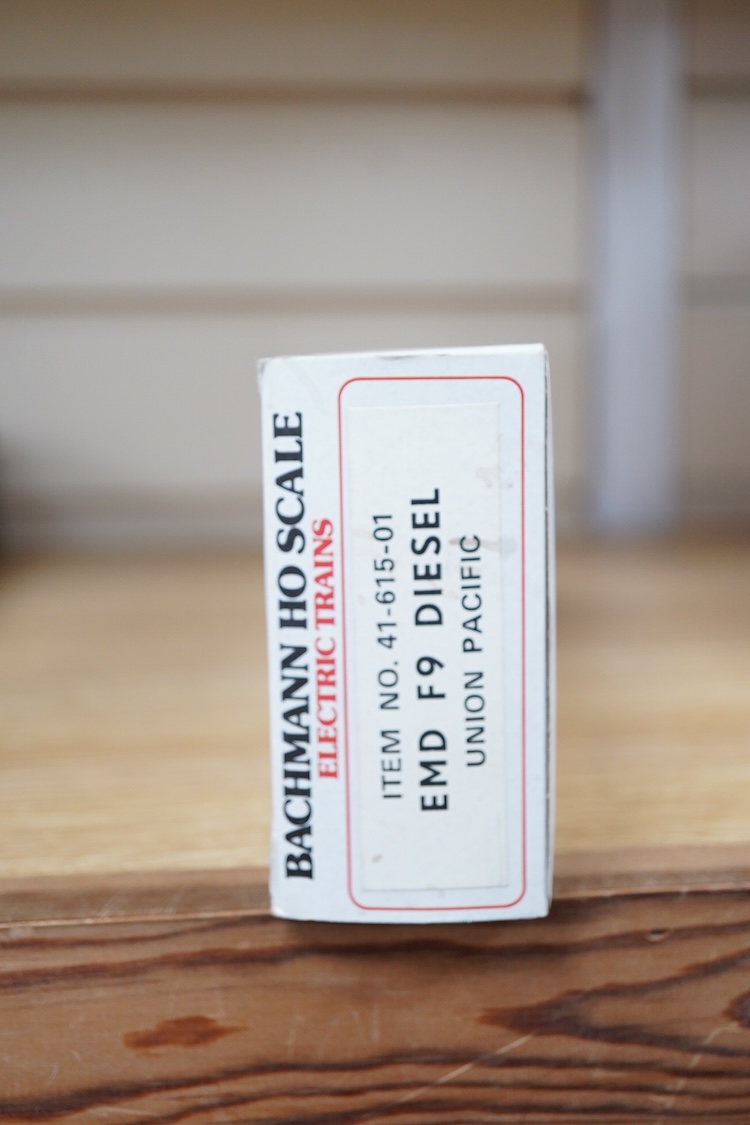 BACHMANN HO SCALE
ELECTRIC TRAINS
ITEM NO. 41-615-01
EMD F9 DIESEL
UNION PACIFIC